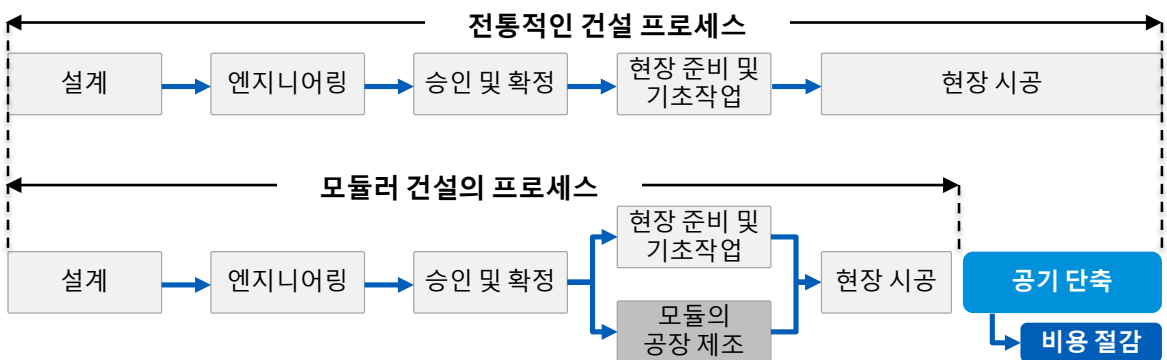 전통적인 건설 프로세스
설계
엔지니어링
승인 및 확정
현장 준비 및
기초작업
현장 시공
모듈러 건설의 프로세스
설계
엔지니어링
승인 및 확정
현장 준비 및
기초작업
모듈의
공장 제조
현장 시공
공기 단축
비용 절감